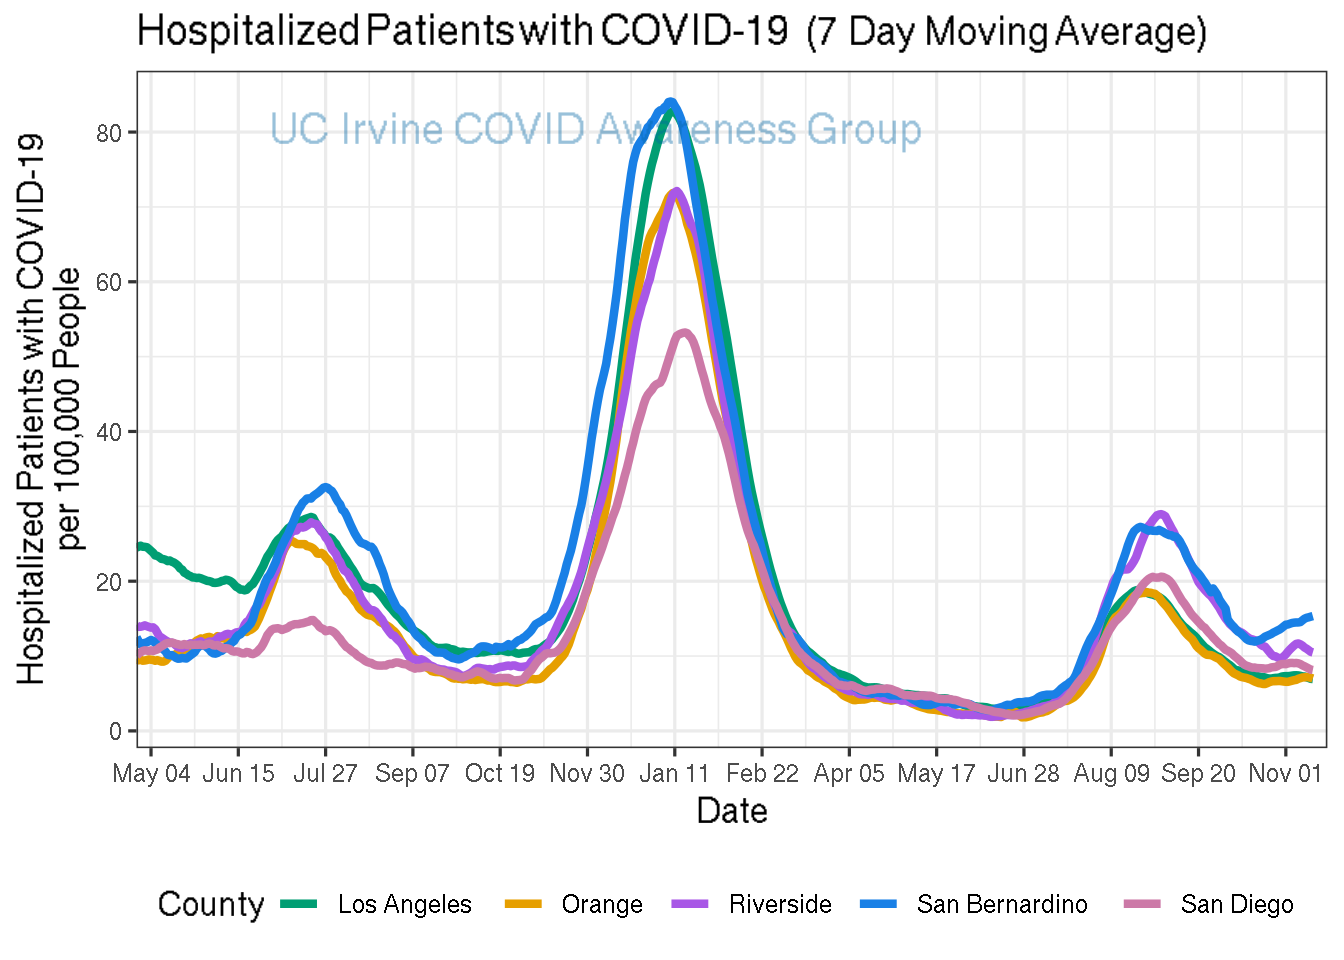 Hospitalized Patients with COVID-19 (7 Day Moving Average)
UC Irvine COVID Awareness Group
Hospitalized Patients with COVID-19
per 100,000 People
80
60
40
20
0
May 04 Jun 15 Jul 27 Sep 07 Oct 19 Nov 30 Jan 11 Feb 22 Apr 05 May 17 Jun 28 Aug 09 Sep 20 Nov 01
Date
County Los Angeles Orange Riverside San Bernardino San Diego